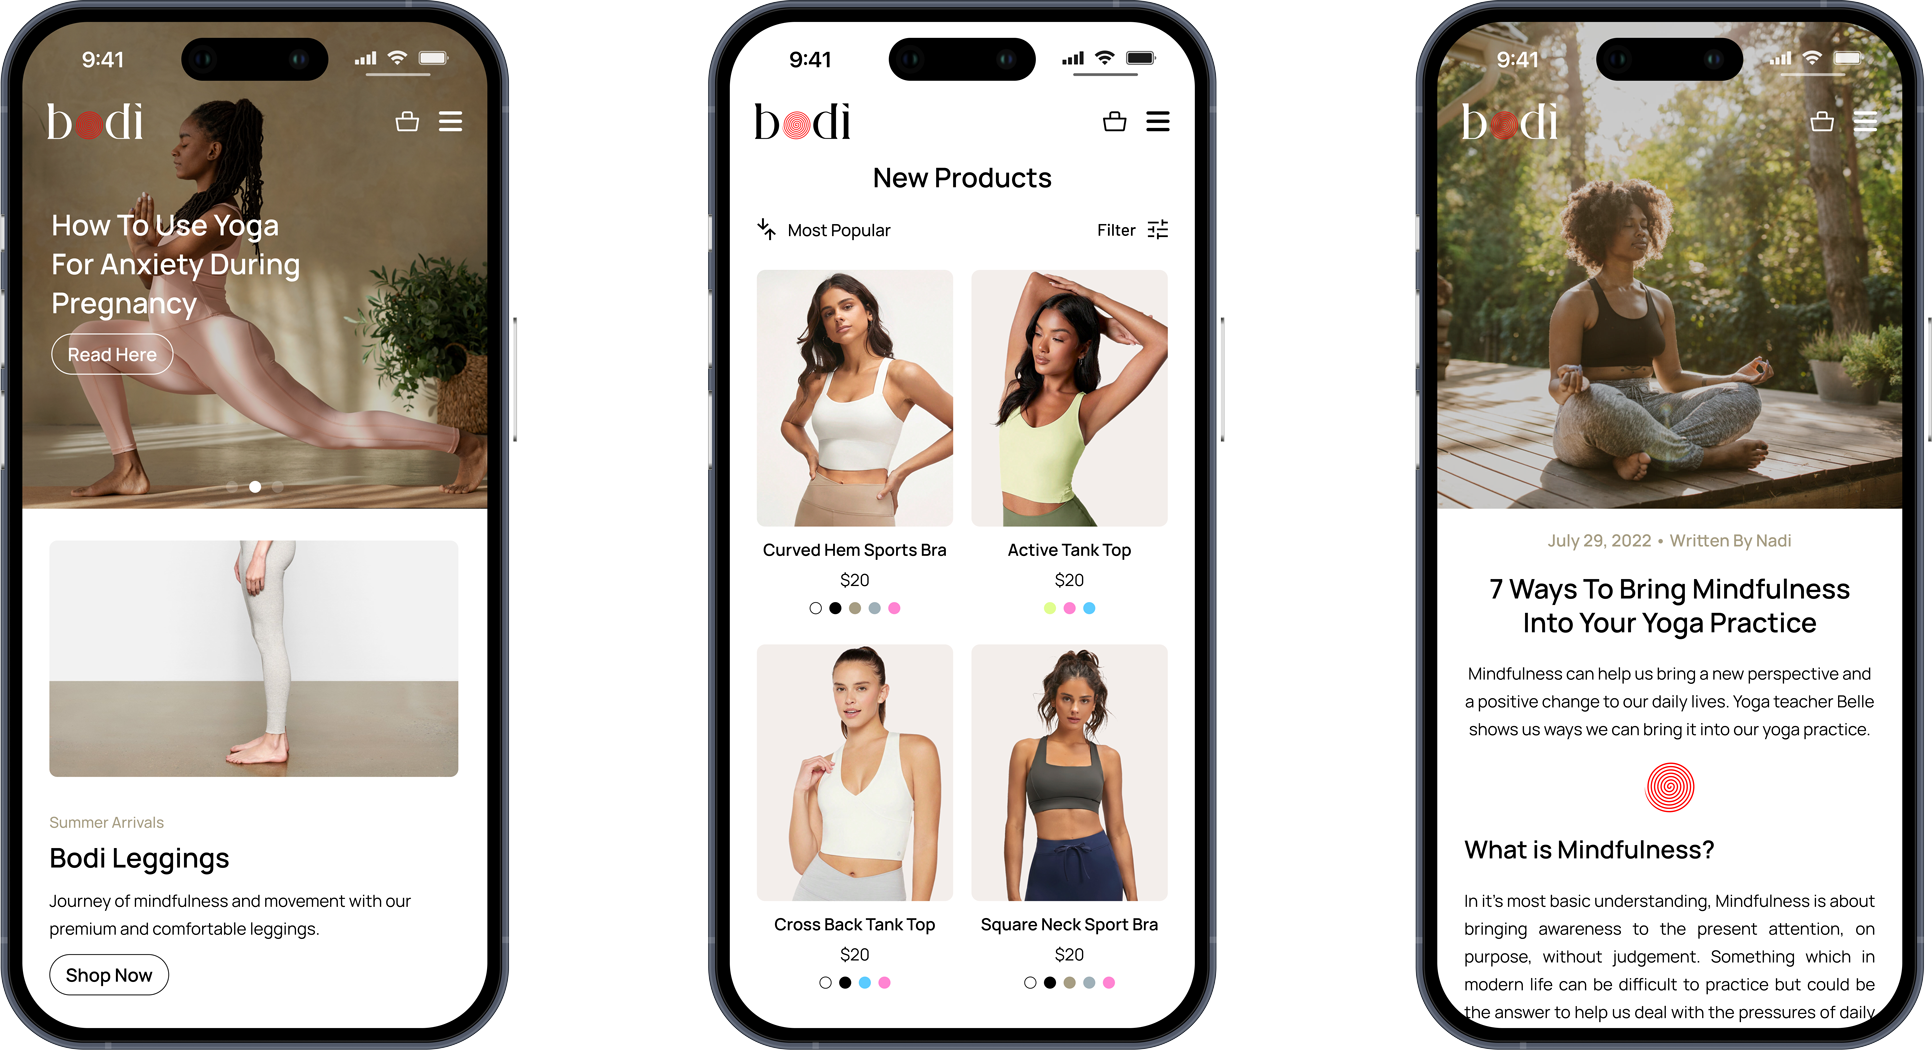 9:41
bodi
How To Use Yoga
For Anxiety During
Pregnancy
Read Here
Summer Arrivals
Bodi Leggings
Journey of mindfulness and movement with our
premium and comfortable leggings.
Shop Now
9:41
bodi
New Products
Most Popular
Filter
Curved Hem Sports Bra
$20
Active Tank Top
$20
Cross Back Tank Top
$20
Square Neck Sport Bra
$20
9:41
bodi
July 29, 2022 • Written By Nadi
7 Ways To Bring Mindfulness
Into Your Yoga Practice
Mindfulness can help us bring a new perspective and
a positive change to our daily lives. Yoga teacher Belle
shows us ways we can bring it into our yoga practice.
What is Mindfulness?
In it's most basic understanding, Mindfulness is about
bringing awareness to the present attention, on
purpose, without judgement. Something which in
modern life can be difficult to practice but could be
the answer to help us deal with the pressures of daily